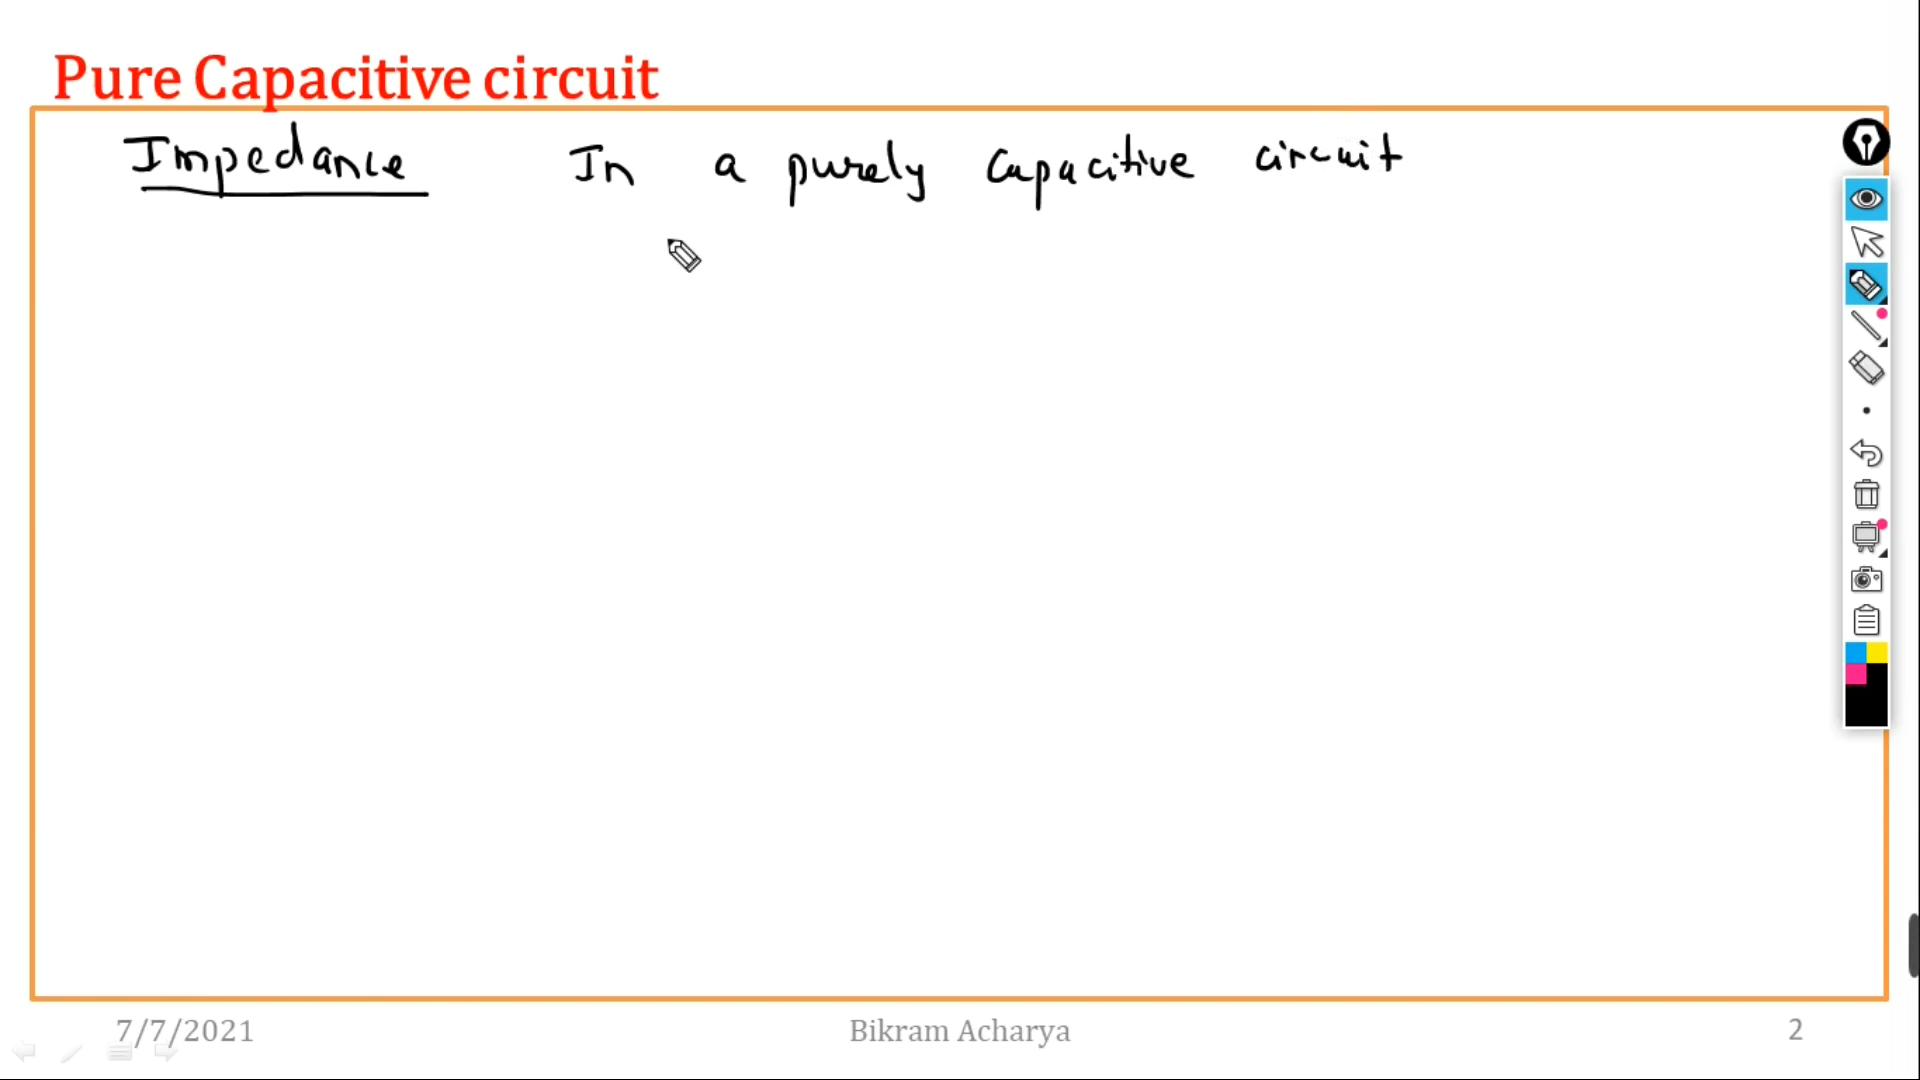 Pure Capacitive circuit
Impedance In a purely capacitive circuit
7/7/2021 Bikram Acharya 2